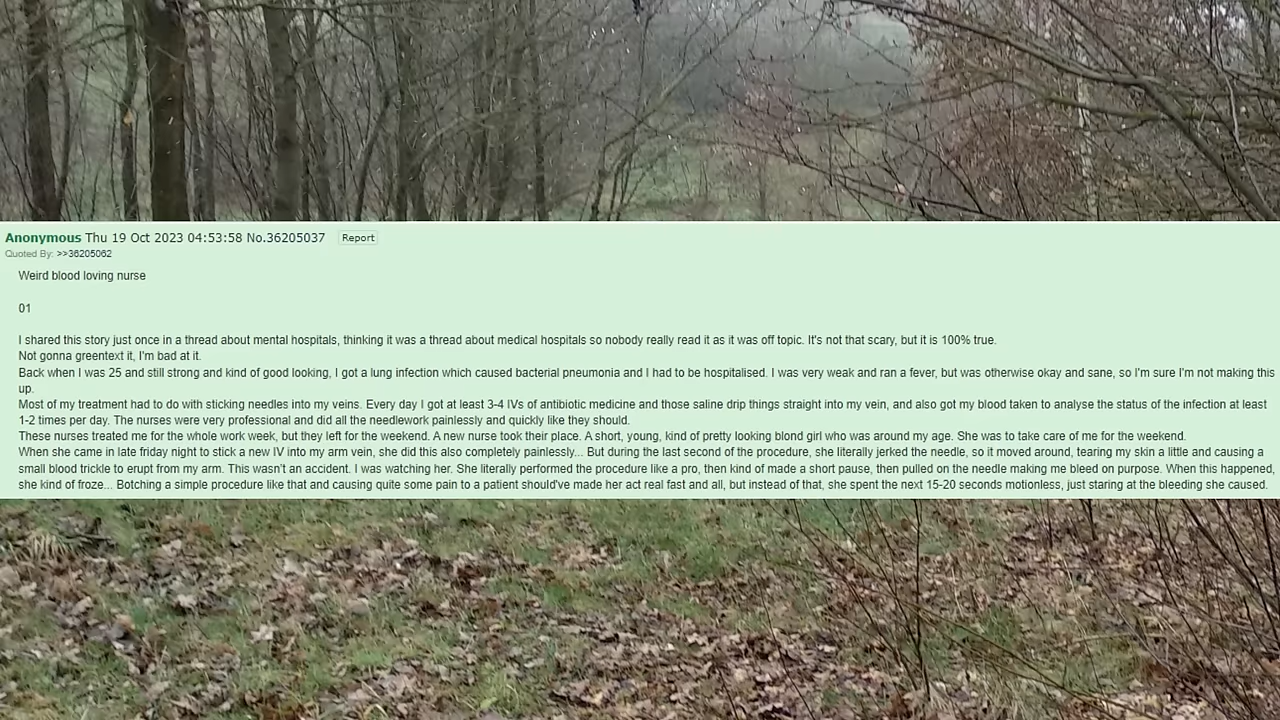 Anonymous Thu 19 Oct 2023 04:53:58 No.36205037 Report
Quoted By: >>36205062
Weird blood loving nurse
01
I shared this story just once in a thread about mental hospitals, thinking it was a thread about medical hospitals so nobody really read it as it was off topic. It's not that scary, but it is 100% true.
Not gonna greentext it, I'm bad at it.
Back when I was 25 and still strong and kind of good looking, I got a lung infection which caused bacterial pneumonia and I had to be hospitalised. I was very weak and ran a fever, but was otherwise okay and sane, so I'm sure I'm not making this
up.
Most of my treatment had to do with sticking needles into my veins. Every day I got at least 3-4 IVs of antibiotic medicine and those saline drip things straight into my vein, and also got my blood taken to analyse the status of the infection at least
1-2 times per day. The nurses were very professional and did all the needlework painlessly and quickly like they should.
These nurses treated me for the whole work week, but they left for the weekend. A new nurse took their place. A short, young, kind of pretty looking blond girl who was around my age. She was to take care of me for the weekend.
When she came in late friday night to stick a new IV into my arm vein, she did this also completely painlessly... But during the last second of the procedure, she literally jerked the needle, so it moved around, tearing my skin a little and causing a
small blood trickle to erupt from my arm. This wasn't an accident. I was watching her. She literally performed the procedure like a pro, then kind of made a short pause, then pulled on the needle making me bleed on purpose. When this happened,
she kind of froze... Botching a simple procedure like that and causing quite some pain to a patient should've made her act real fast and all, but instead of that, she spent the next 15-20 seconds motionless, just staring at the bleeding she caused.